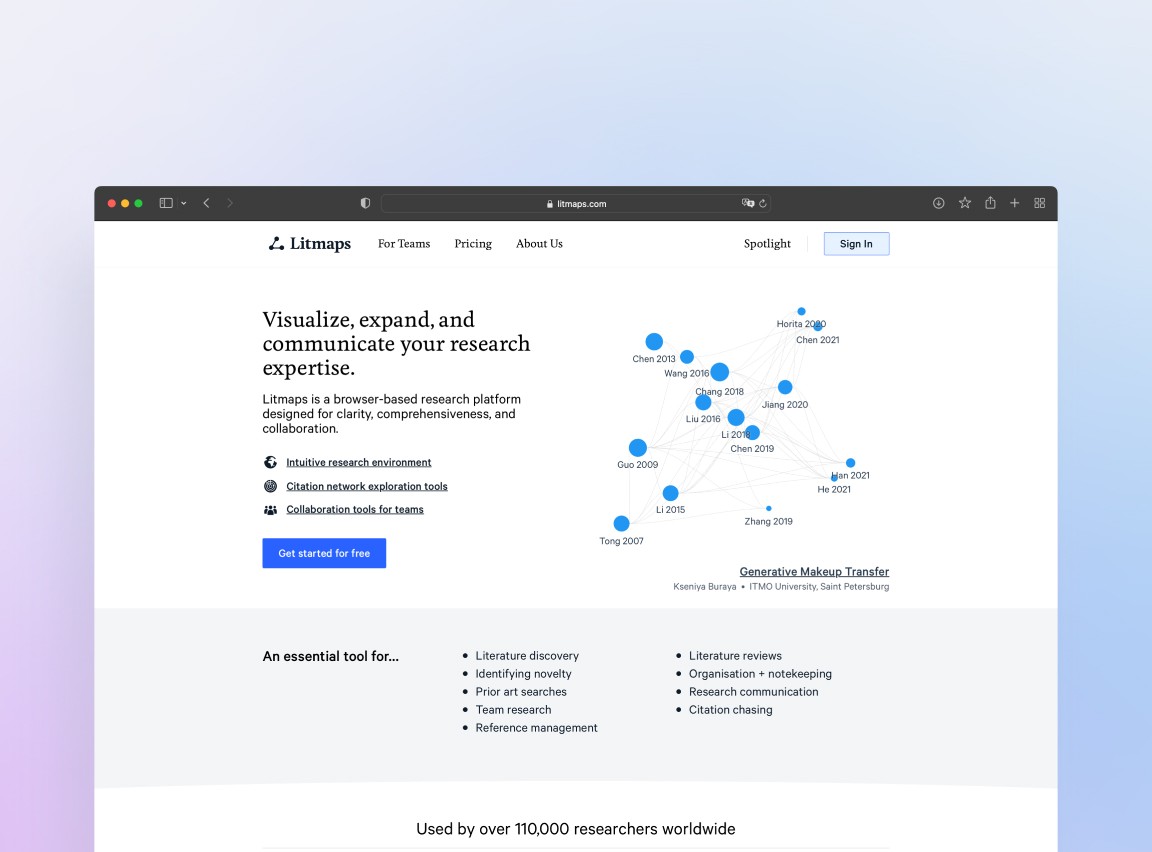 litmaps.com
Litmaps
For Teams
Pricing
About Us
Spotlight
Sign In
Visualize, expand, and
communicate your research
expertise.
Litmaps is a browser-based research platform
designed for clarity, comprehensiveness, and
collaboration.
Intuitive research environment
Citation network exploration tools
Collaboration tools for teams
Get started for free
Horita 2020
Chen 2021
Chen 2013
Wang 2016
Chang 2018
Jiang 2020
Liu 2016
Li 2018
Chen 2019
Guo 2009
Han 2021
He 2021
Li 2015
Zhang 2019
Tong 2007
Generative Makeup Transfer
Kseniya Buraya • ITMO University, Saint Petersburg
An essential tool for...
• Literature discovery
• Identifying novelty
• Prior art searches
• Team research
• Reference management
• Literature reviews
• Organisation + notekeeping
• Research communication
• Citation chasing
Used by over 110,000 researchers worldwide